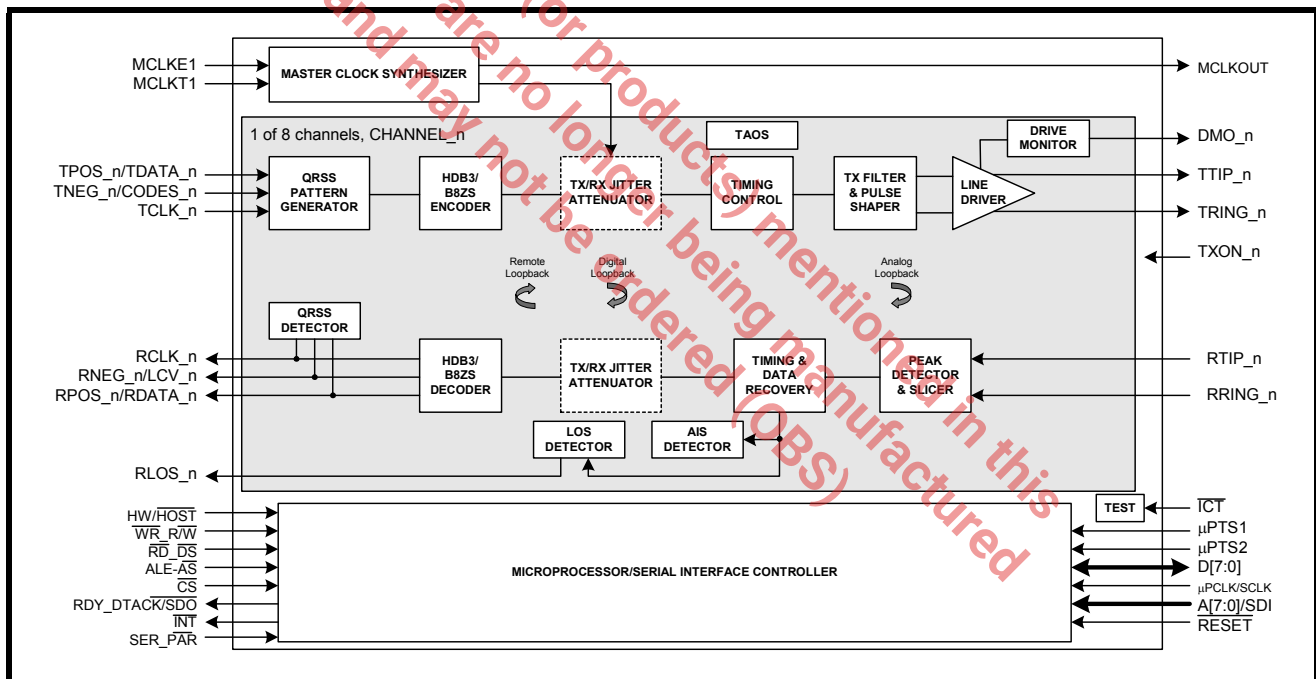 MCLKE1
MCLKT1
MASTER CLOCK SYNTHESIZER
MCLKOUT
1 of 8 channels, CHANNEL_n
TAOS
DRIVE
MONITOR
DMO_n
TPOS_n/TDATA_n
TNEG_n/CODES_n
TCLK_n
QRSS
PATTERN
GENERATOR
HDB3/
B8ZS
ENCODER
TX/RX JITTER
ATTENUATOR
TIMING
CONTROL
TX FILTER
& PULSE
SHAPER
LINE
DRIVER
TTIP_n
TRING_n
TXON_n
Remote
Loopback
Digital
Loopback
Analog
Loopback
QRSS
DETECTOR
RCLK_n
RNEG_n/LCV_n
RPOS_n/RDATA_n
HDB3/
B8ZS
DECODER
TX/RX JITTER
ATTENUATOR
TIMING &
DATA
RECOVERY
PEAK
DETECTOR
& SLICER
RTIP_n
RRING_n
LOS
DETECTOR
AIS
DETECTOR
RLOS_n
TEST
ICT
HW/HOST
WR_R/W
RD_DS
ALE-AS
CS
RDY_DTACK/SDO
INT
SER_PAR
MICROPROCESSOR/SERIAL INTERFACE CONTROLLER
µPTS1
µPTS2
D[7:0]
µPCLK/SCLK
A[7:0]/SDI
RESET
(or products) mentioned in this
are no longer being manufactured
and may not be ordered (OBS)